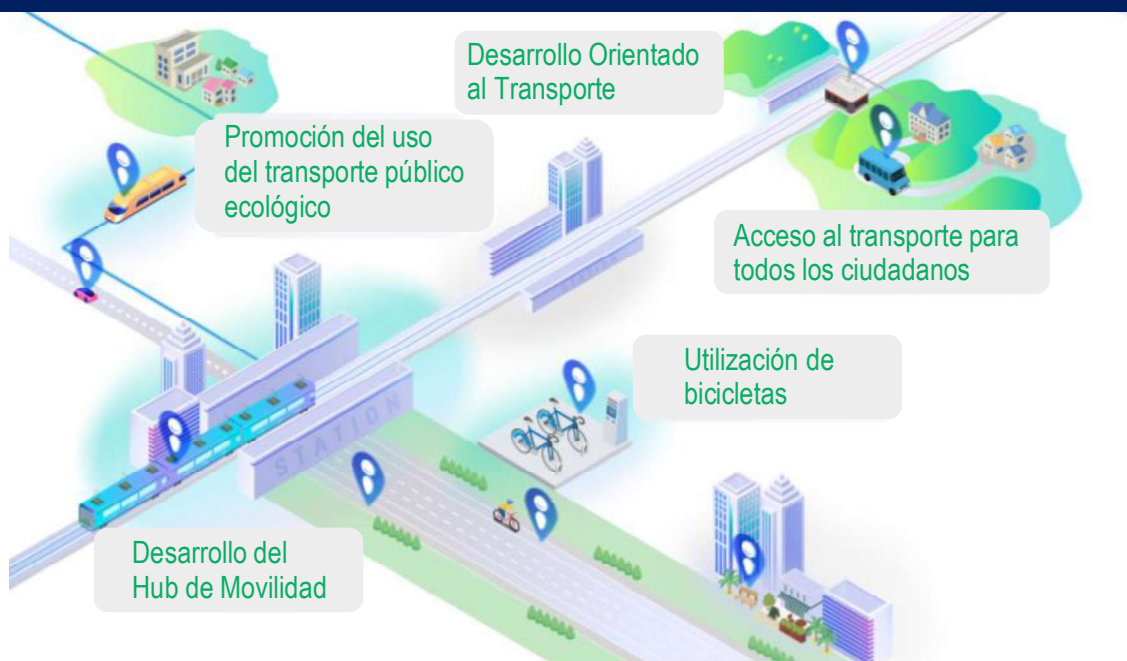 Desarrollo Orientado
al Transporte
Promoción del uso
del transporte público
ecológico
Acceso al transporte para
todos los ciudadanos
Utilización de
bicicletas
STATION
Desarrollo del
Hub de Movilidad